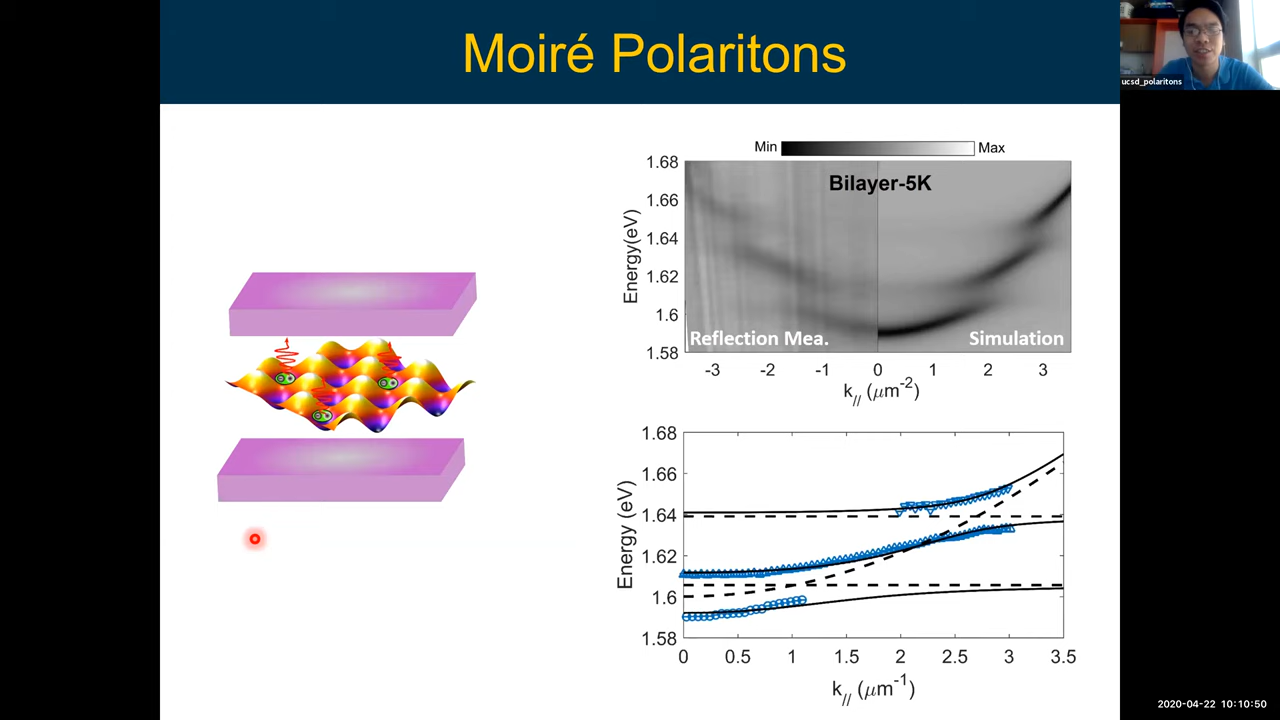 Moiré Polaritons
ucsd_polaritons
Min Max
1.68
1.66
1.64
1.62
1.6
1.58
Energy(eV)
Bilayer-5K
Reflection Mea.
Simulation
-3 -2 -1 0 1 2 3
k// (μm-2)
1.68
1.66
1.64
1.62
1.6
1.58
Energy (eV)
0 0.5 1 1.5 2 2.5 3 3.5
k// (μm-1)
2020-04-22 10:10:50